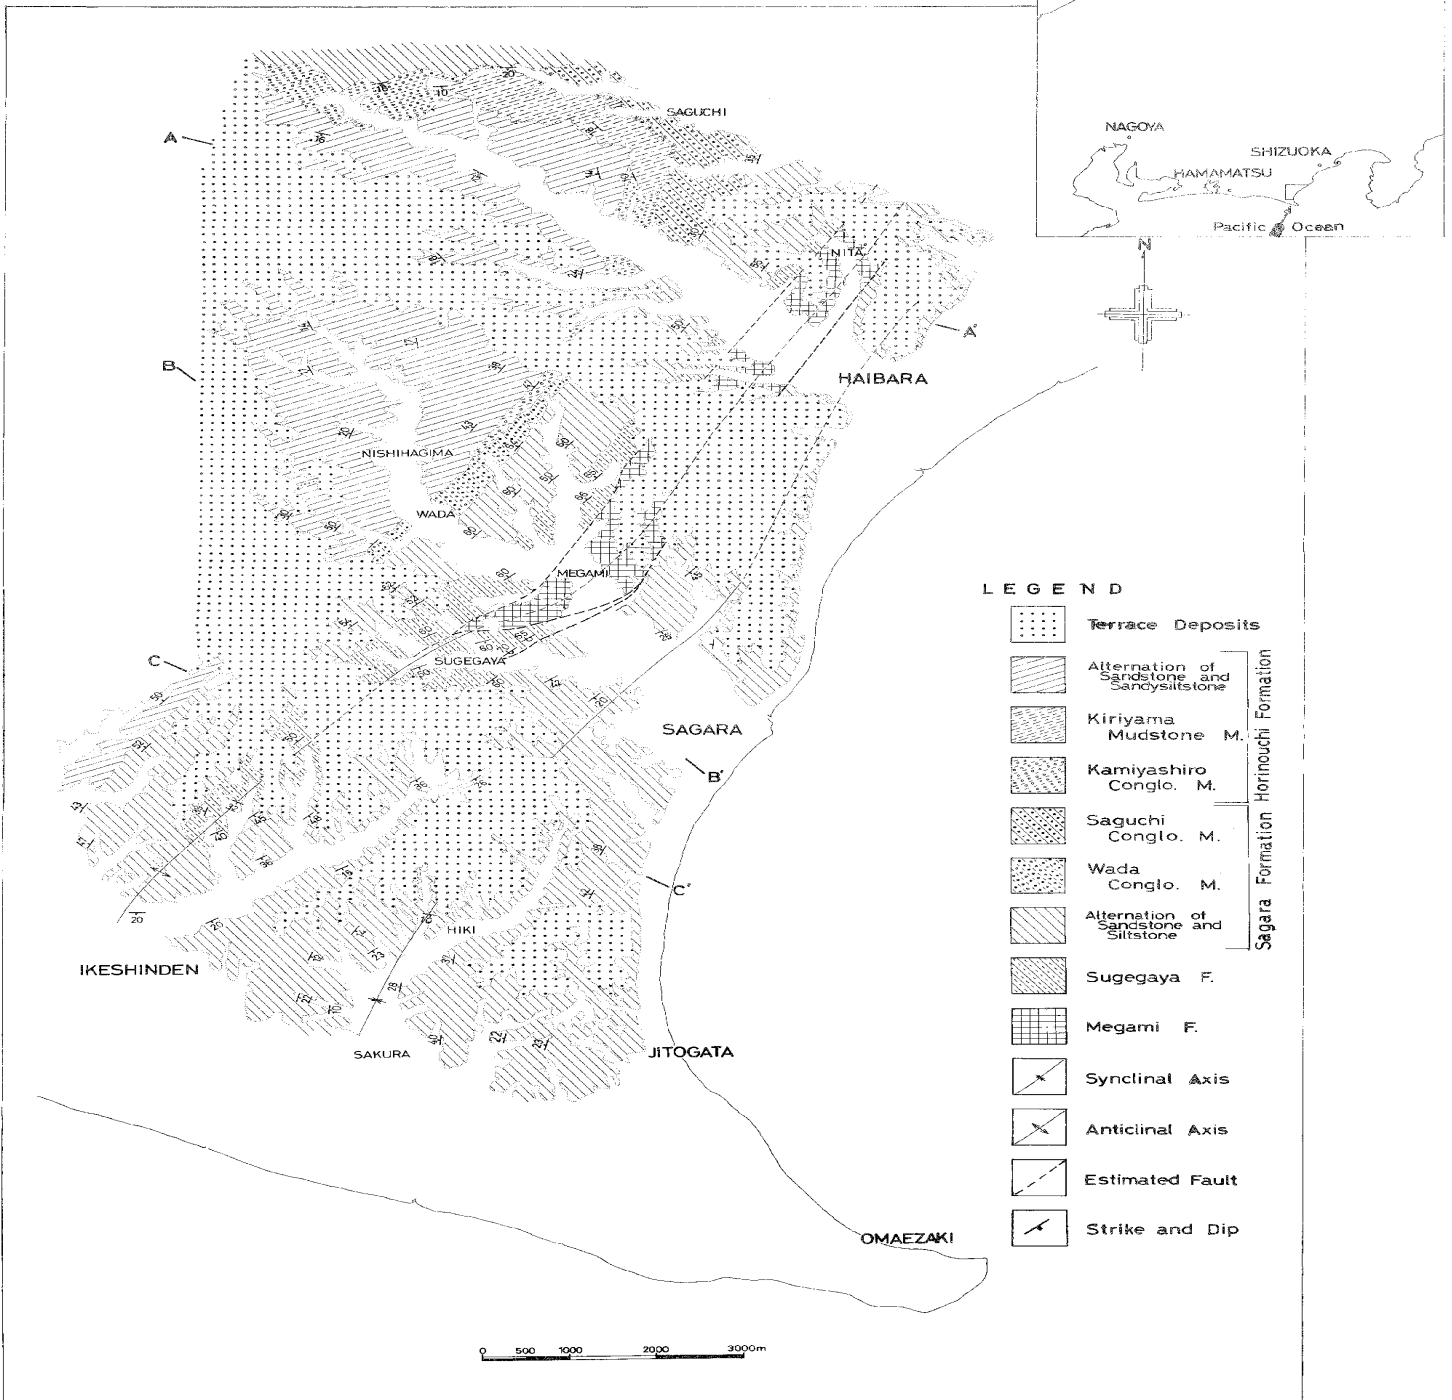 NAGOYA
SHIZUOKA
HAMAMATSU
Pacific Ocean
N
SAGUCHI
A
NITA
A'
B
HAIBARA
NISHIHAGIMA
WADA
MEGAMI
C
SUGEGAYA
SAGARA
B'
C'
HIKI
IKESHINDEN
SAKURA
JITOGATA
OMAEZAKI
LEGEND
Terrace Deposits
Alternation of
Sandstone and
Sandysiltstone
Kiriyama
Mudstone M.
Kamiyashiro
Conglo. M.
Horinouchi Formation
Saguchi
Conglo. M.
Wada
Conglo. M.
Alternation of
Sandstone and
Siltstone
Sagara Formation
Sugegaya F.
Megami F.
Synclinal Axis
Anticlinal Axis
Estimated Fault
Strike and Dip
0 500 1000 2000 3000m